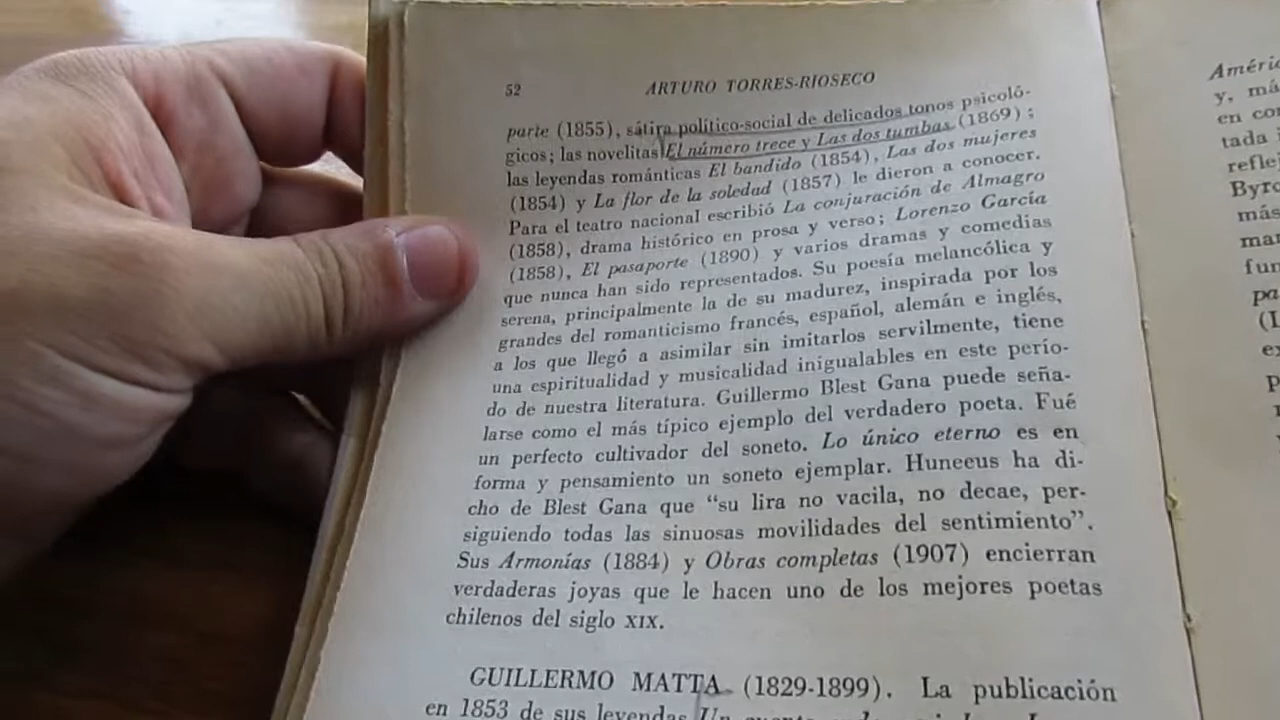 52 ARTURO TORRES-RIOSECO
parte (1855), sátira político-social de delicados tonos psicoló-
gicos; las novelitas El número trece y Las dos tumbas (1869);
las leyendas románticas El bandido (1854), Las dos mujeres
(1854) y La flor de la soledad (1857) le dieron a conocer.
Para el teatro nacional escribió La conjuración de Almagro
(1858), drama histórico en prosa y verso; Lorenzo García
(1858), El pasaporte (1890) y varios dramas y comedias
que nunca han sido representados. Su poesía melancólica y
serena, principalmente la de su madurez, inspirada por los
grandes del romanticismo francés, español, alemán e inglés,
a los que llegó a asimilar sin imitarlos servilmente, tiene
una espiritualidad y musicalidad inigualables en este perío-
do de nuestra literatura. Guillermo Blest Gana puede seña-
larse como el más típico ejemplo del verdadero poeta. Fué
un perfecto cultivador del soneto. Lo único eterno es en
forma y pensamiento un soneto ejemplar. Huneeus ha di-
cho de Blest Gana que “su lira no vacila, no decae, per-
siguiendo todas las sinuosas movilidades del sentimiento”.
Sus Armonías (1884) y Obras completas (1907) encierran
verdaderas joyas que le hacen uno de los mejores poetas
chilenos del siglo XIX.
GUILLERMO MATTA (1829-1899). La publicación
en 1853 de sus leyendas Un
y, má
en
tada
más